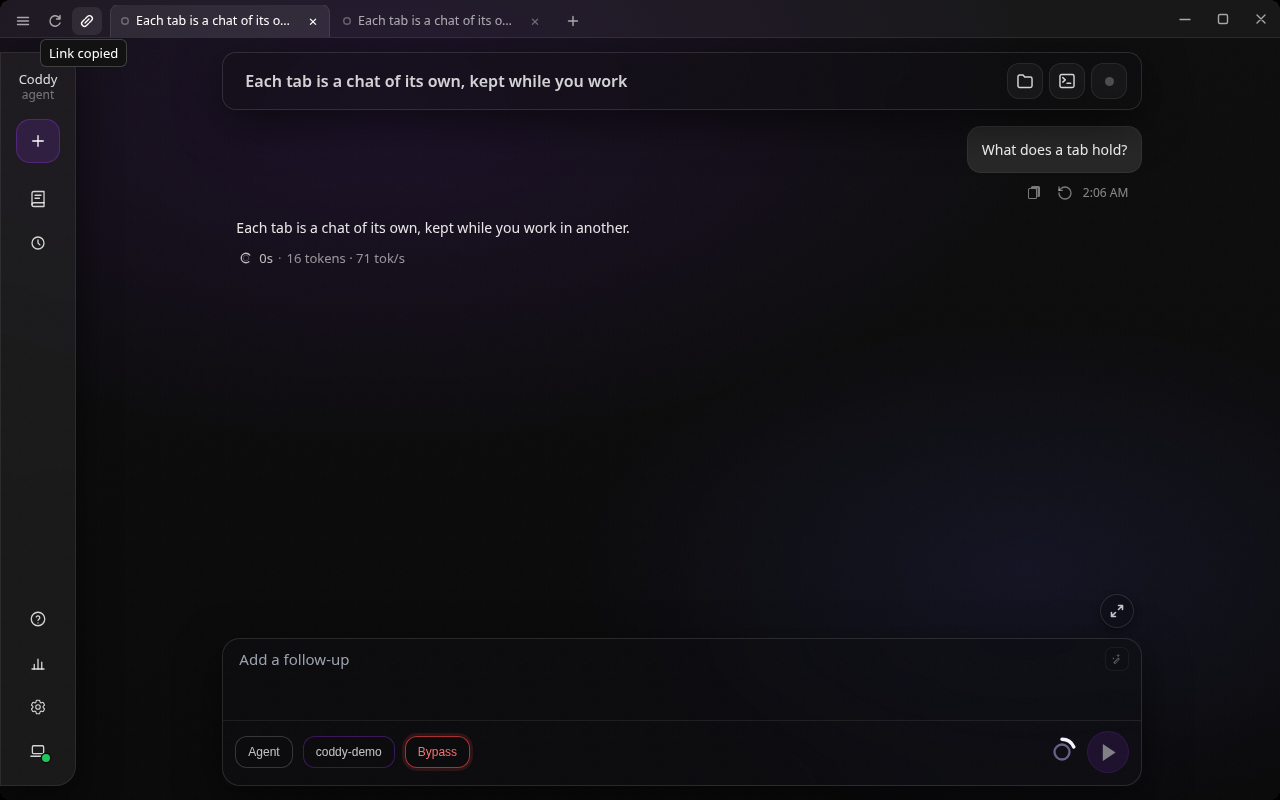 Each tab is a chat of its o...
Each tab is a chat of its o...
Link copied
Coddy
agent
Each tab is a chat of its own, kept while you work
What does a tab hold?
2:06 AM
Each tab is a chat of its own, kept while you work in another.
0s · 16 tokens · 71 tok/s
Add a follow-up
Agent
coddy-demo
Bypass